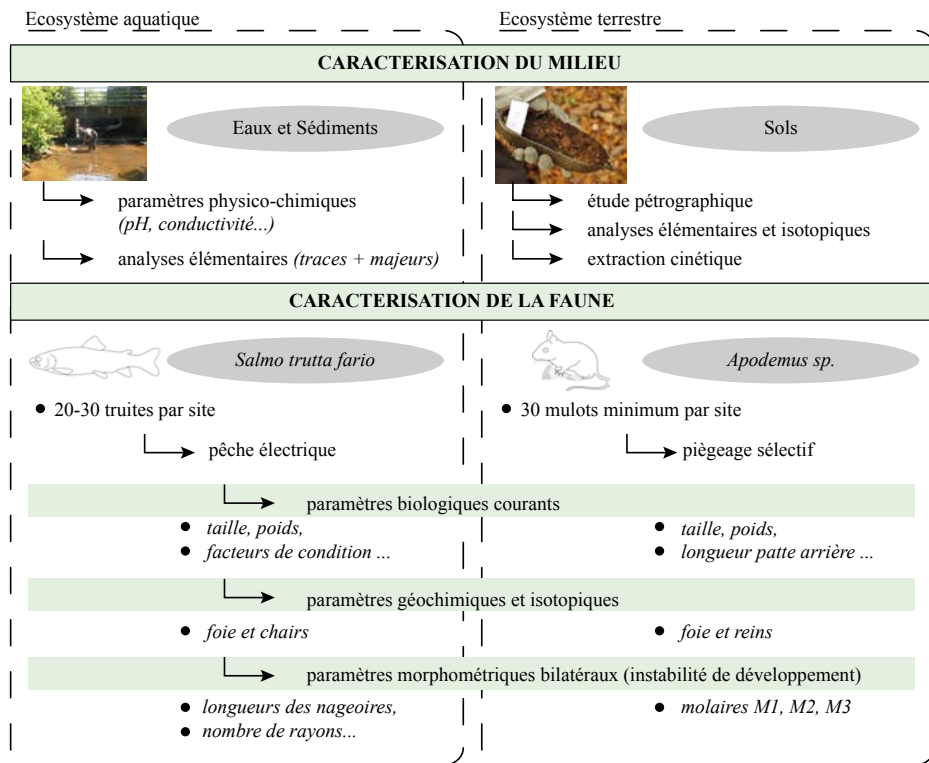 Ecosystème aquatique
Ecosystème terrestre
CARACTERISATION DU MILIEU
Eaux et Sédiments
Sols
paramètres physico-chimiques
(pH, conductivité...)
analyses élémentaires (traces + majeurs)
étude pétrographique
analyses élémentaires et isotopiques
extraction cinétique
CARACTERISATION DE LA FAUNE
Salmo trutta fario
Apodemus sp.
● 20-30 truites par site
● 30 mulots minimum par site
pêche électrique
piègeage sélectif
paramètres biologiques courants
● taille, poids,
● facteurs de condition ...
● taille, poids,
● longueur patte arrière ...
paramètres géochimiques et isotopiques
● foie et chairs
● foie et reins
paramètres morphométriques bilatéraux (instabilité de développement)
● longueurs des nageoires,
● nombre de rayons...
● molaires M1, M2, M3